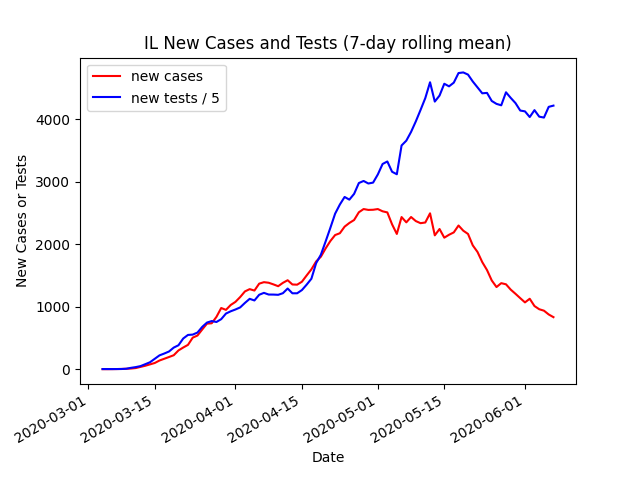 IL New Cases and Tests (7-day rolling mean)
new cases
new tests / 5
New Cases or Tests
4000
3000
2000
1000
0
2020-03-01
2020-03-15
2020-04-01
2020-04-15
2020-05-01
2020-05-15
2020-06-01
Date